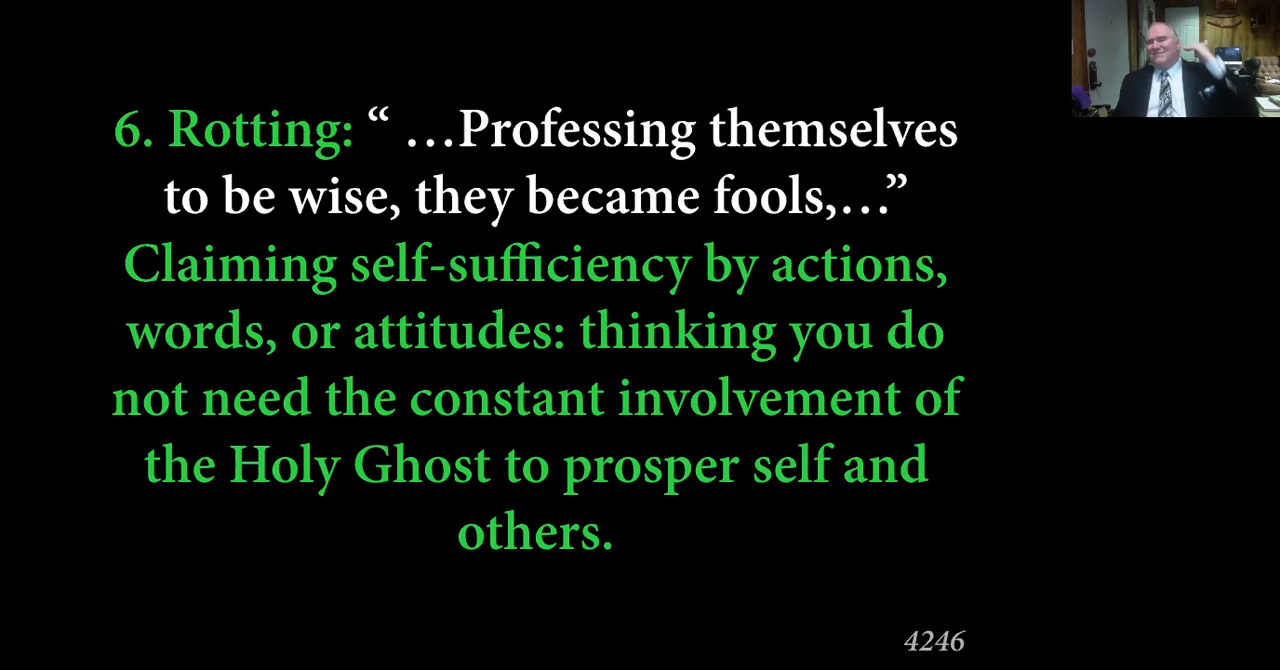 6. Rotting: “ …Professing themselves
to be wise, they became fools,…”
Claiming self-sufficiency by actions,
words, or attitudes: thinking you do
not need the constant involvement of
the Holy Ghost to prosper self and
others.
4246